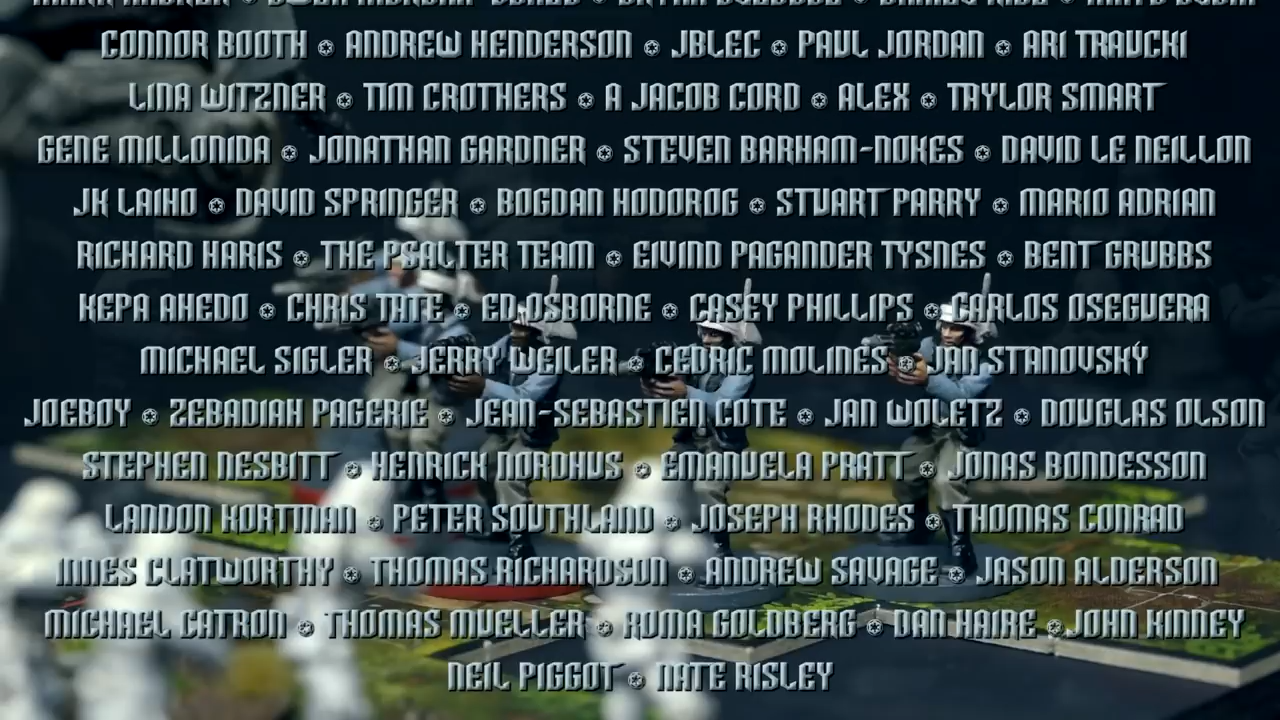 CONNOR BOOTH ✪ ANDREW HENDERSON ✪ JBLEC ✪ PAUL JORDAN ✪ ARI TRAUCKI
LINA WITZNER ✪ TIM CROTHERS ✪ A JACOB CORD ✪ ALEX ✪ TAYLOR SMART
GENE MILLONIDA ✪ JONATHAN GARDNER ✪ STEVEN BARHAM-NOKES ✪ DAVID LE NEILLON
JK LAIHO ✪ DAVID SPRINGER ✪ BOGDAN HODOROG ✪ STUART PARRY ✪ MARIO ADRIAN
RICHARD HARIS ✪ THE PSALTER TEAM ✪ EIVIND PAGANDER TYSNES ✪ BENT GRUBBS
KEPA AHEDO ✪ CHRIS TATE ✪ ED OSBORNE ✪ CASEY PHILLIPS ✪ CARLOS OSEGUERA
MICHAEL SIGLER ✪ JERRY WEILER ✪ CEDRIC MOLINES ✪ JAN STANOVSKÝ
JOEBOY ✪ ZEBADIAH PAGERIE ✪ JEAN-SEBASTIEN COTE ✪ JAN WOLETZ ✪ DOUGLAS OLSON
STEPHEN NESBITT ✪ HENRICK NORDHUS ✪ EMANUELA PRATT ✪ JONAS BONDESSON
LANDON KORTMAN ✪ PETER SOUTHLAND ✪ JOSEPH RHODES ✪ THOMAS CONRAD
INNES CLATWORTHY ✪ THOMAS RICHARDSON ✪ ANDREW SAVAGE ✪ JASON ALDERSON
MICHAEL CATRON ✪ THOMAS MUELLER ✪ RUMA GOLDBERG ✪ DAN HAIRE ✪ JOHN KINNEY
NEIL PIGGOT ✪ NATE RISLEY